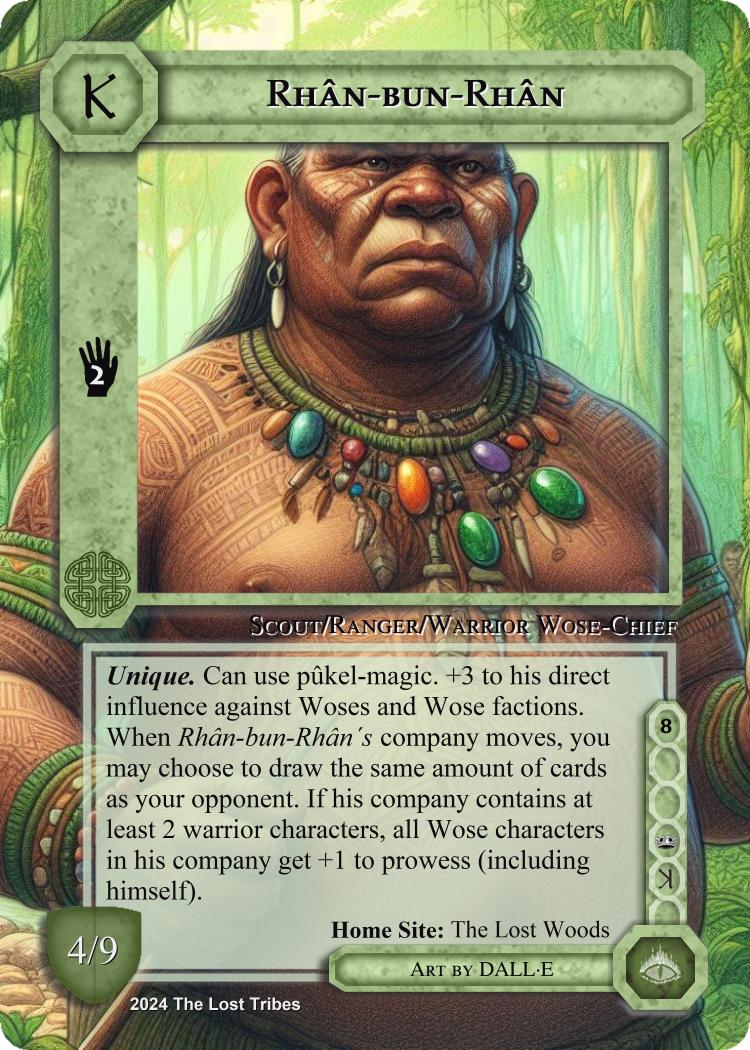 K
Rhân-bun-Rhân
2
Scout/Ranger/Warrior Wose-Chief
Unique. Can use pûkel-magic. +3 to his direct
influence against Woses and Wose factions.
When Rhân-bun-Rhân´s company moves, you
may choose to draw the same amount of cards
as your opponent. If his company contains at
least 2 warrior characters, all Wose characters
in his company get +1 to prowess (including
himself).
8
Home Site: The Lost Woods
4/9
Art by DALL·E
2024 The Lost Tribes